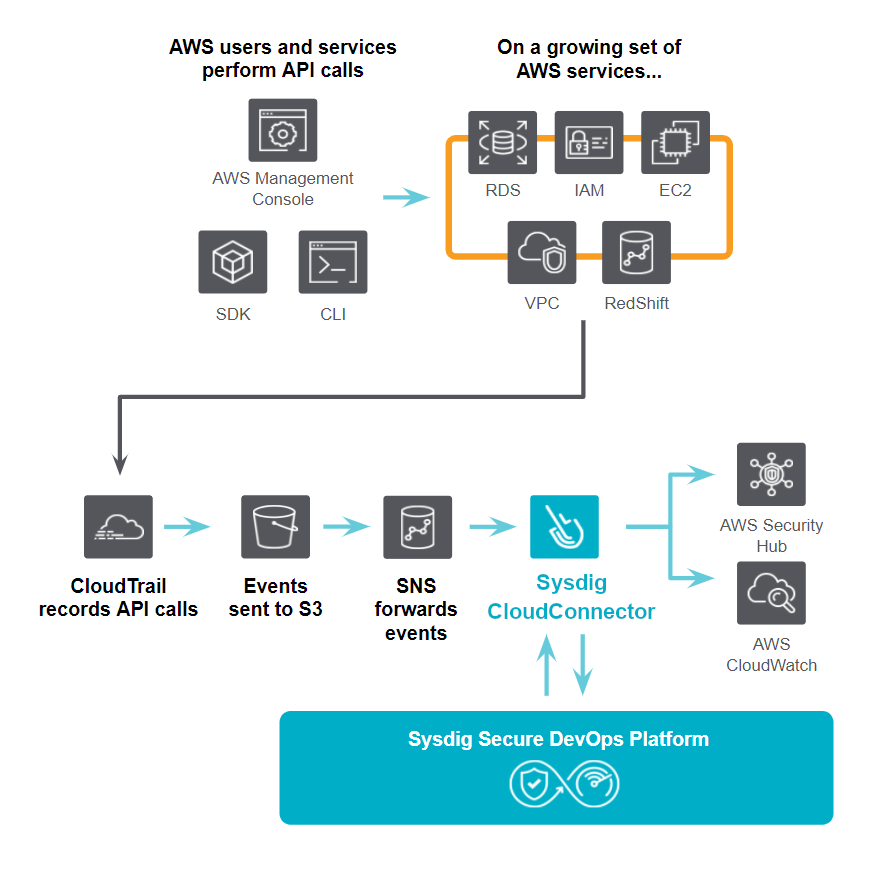 AWS users and services
perform API calls
On a growing set of
AWS services...
AWS Management
Console
SDK
CLI
RDS
IAM
EC2
VPC
RedShift
CloudTrail
records API calls
Events
sent to S3
SNS
forwards
events
Sysdig
CloudConnector
AWS Security
Hub
AWS
CloudWatch
Sysdig Secure DevOps Platform